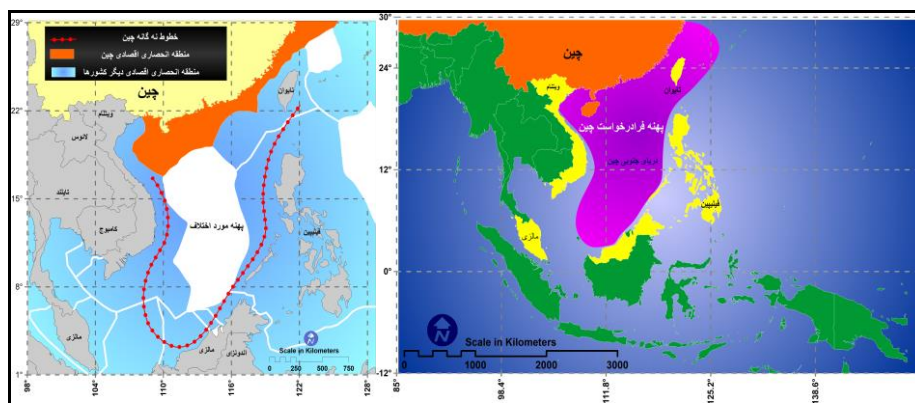 خطوط نه گانه چین
منطقه انحصاری اقتصادی چین
منطقه انحصاری اقتصادی دیگر کشورها
29°
22°
15°
8°
1°
چین
تایوان
ویتنام
لائوس
تایلند
کامبوج
پهنه مورد اختلاف
فیلیپین
مالزی
مالزی
اندونزی
N
Scale in Kilometers
0 250 500 750
98° 104° 110° 116° 122° 128°
30°
20°
12°
0°
-12°
چین
ویتنام
تایوان
پهنه فرادرخواست چین
دریای جنوبی چین
فیلیپین
مالزی
N
Scale in Kilometers
0 1000 2000 3000
85° 98.4° 111.8° 125.2° 138.6°